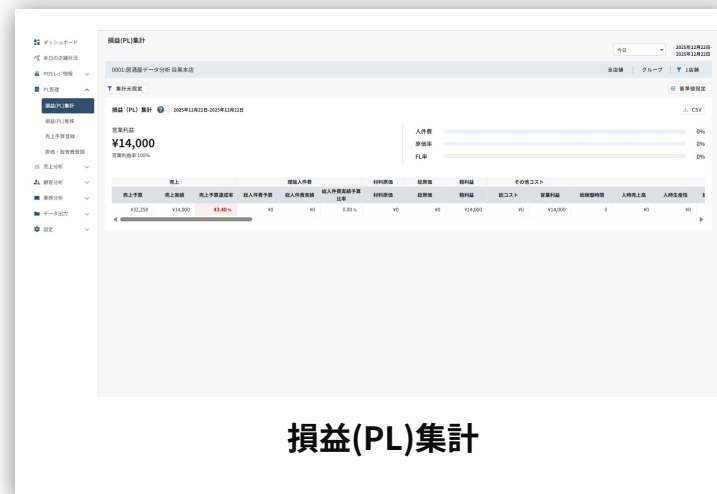 ダッシュボード
本日の店舗状況
POSレジ情報
PL管理
損益(PL)集計
損益(PL)推移
売上予算登録
原価・販管費登録
売上分析
顧客分析
業務分析
データ出力
設定
損益(PL)集計
今日
2025年12月22日-
2025年12月22日
0001:居酒屋データ分析 目黒本店
全店舗
グループ
1店舗
集計元設定
基準値設定
損益（PL）集計 ? 2025年12月22日-2025年12月22日
CSV
営業利益
¥14,000
営業利益率 100%
人件費 0%
原価率 0%
FL率 0%
売上 理論人件費 材料原価 総原価 粗利益 その他コスト
売上予算 売上実績 売上予算達成率 総人件費予算 総人件費実績 総人件費実績予算比率 材料原価 総原価 粗利益 総コスト 営業利益 総稼働時間 人時売上高 人時生産性
¥32,258 ¥14,000 43.40 % ¥0 ¥0 0.00 % ¥0 ¥0 ¥14,000 ¥0 ¥14,000 0 ¥0 ¥0
損益(PL)集計